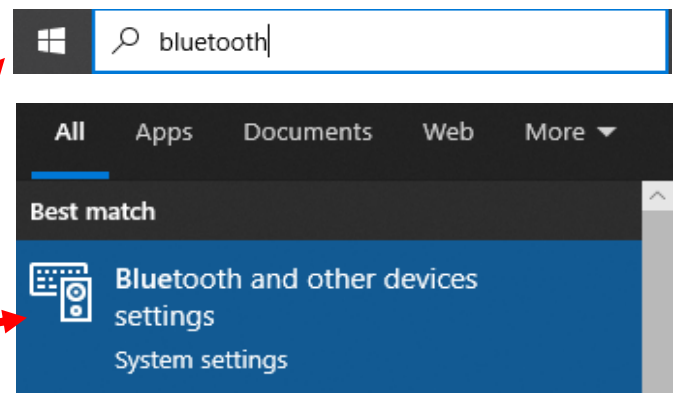 bluetooth
All Apps Documents Web More
Best match
Bluetooth and other devices
settings
System settings